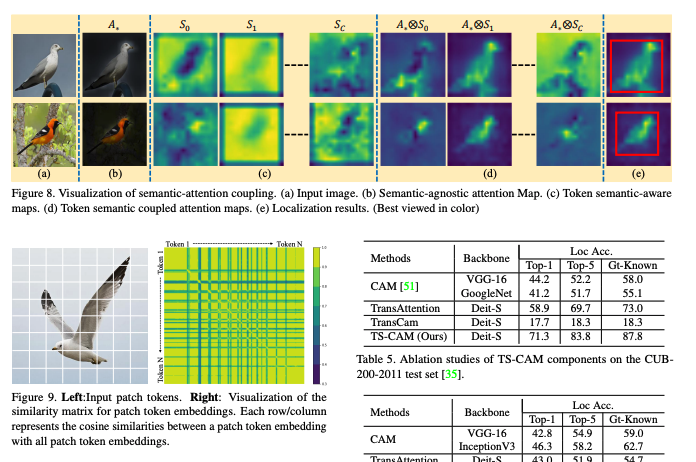 A* S0 S1 SC A*⊗S0 A*⊗S1 A*⊗SC
(a) (b) (c) (d) (e)
Figure 8. Visualization of semantic-attention coupling. (a) Input image. (b) Semantic-agnostic attention Map. (c) Token semantic-aware
maps. (d) Token semantic coupled attention maps. (e) Localization results. (Best viewed in color)
Token 1 Token N
Token 1
Token N
Figure 9. Left:Input patch tokens. Right: Visualization of the
similarity matrix for patch token embeddings. Each row/column
represents the cosine similarities between a patch token embedding
with all patch token embeddings.
Methods Backbone Loc Acc.
Top-1 Top-5 Gt-Known
CAM [51] VGG-16 44.2 52.2 58.0
GoogleNet 41.2 51.7 55.1
TransAttention Deit-S 58.9 69.7 73.0
TransCam Deit-S 17.7 18.3 18.3
TS-CAM (Ours) Deit-S 71.3 83.8 87.8
Table 5. Ablation studies of TS-CAM components on the CUB-
200-2011 test set [35].
Methods Backbone Loc Acc.
Top-1 Top-5 Gt-Known
CAM VGG-16 42.8 54.9 59.0
InceptionV3 46.3 58.2 62.7
TransAttention Deit-S 43.0 51.9 54.7